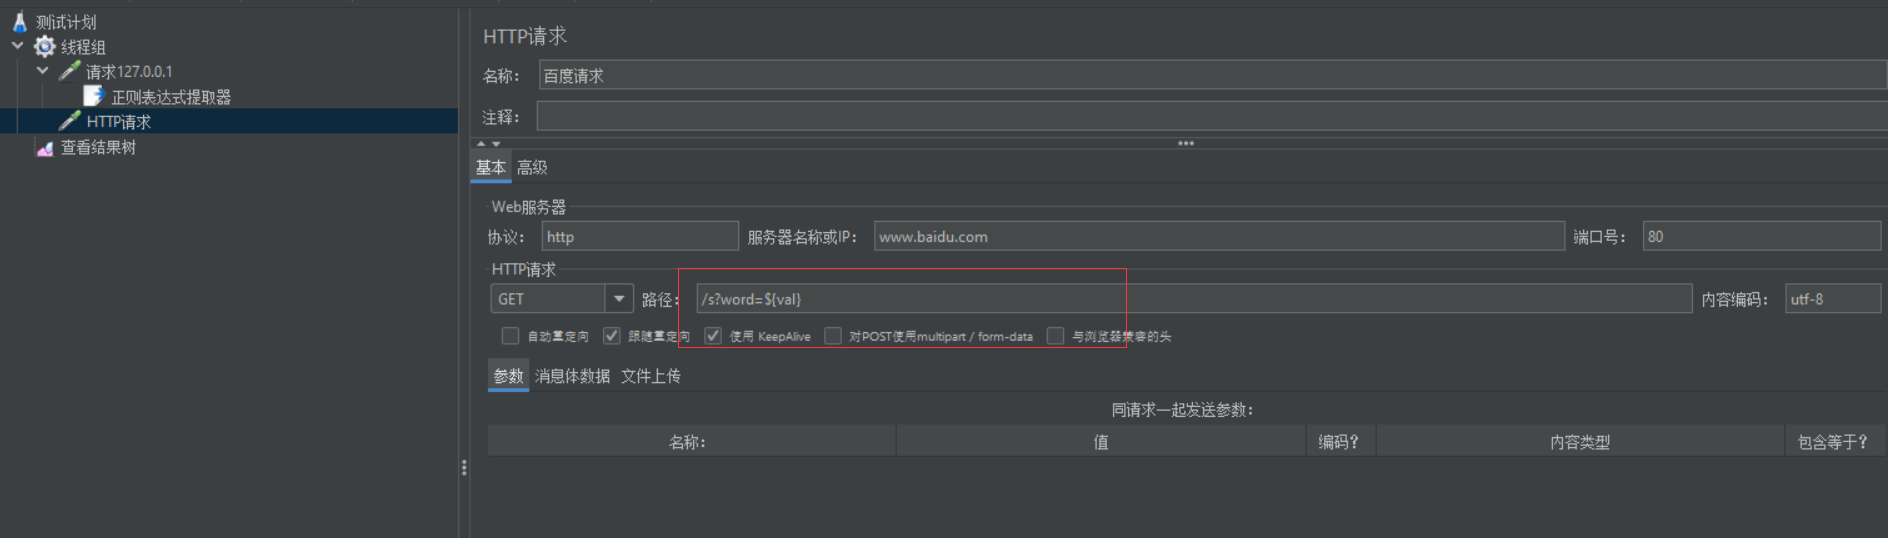 测试计划
线程组
请求127.0.0.1
正则表达式提取器
HTTP请求
查看结果树
HTTP请求
名称： 百度请求
注释：
基本 高级
Web服务器
协议： http 服务器名称或IP： www.baidu.com 端口号： 80
HTTP请求
GET 路径： /s?word=${val} 内容编码： utf-8
自动重定向 跟随重定向 使用 KeepAlive 对POST使用multipart / form-data 与浏览器兼容的头
参数 消息体数据 文件上传
同请求一起发送参数：
名称： 值 编码？ 内容类型 包含等于？